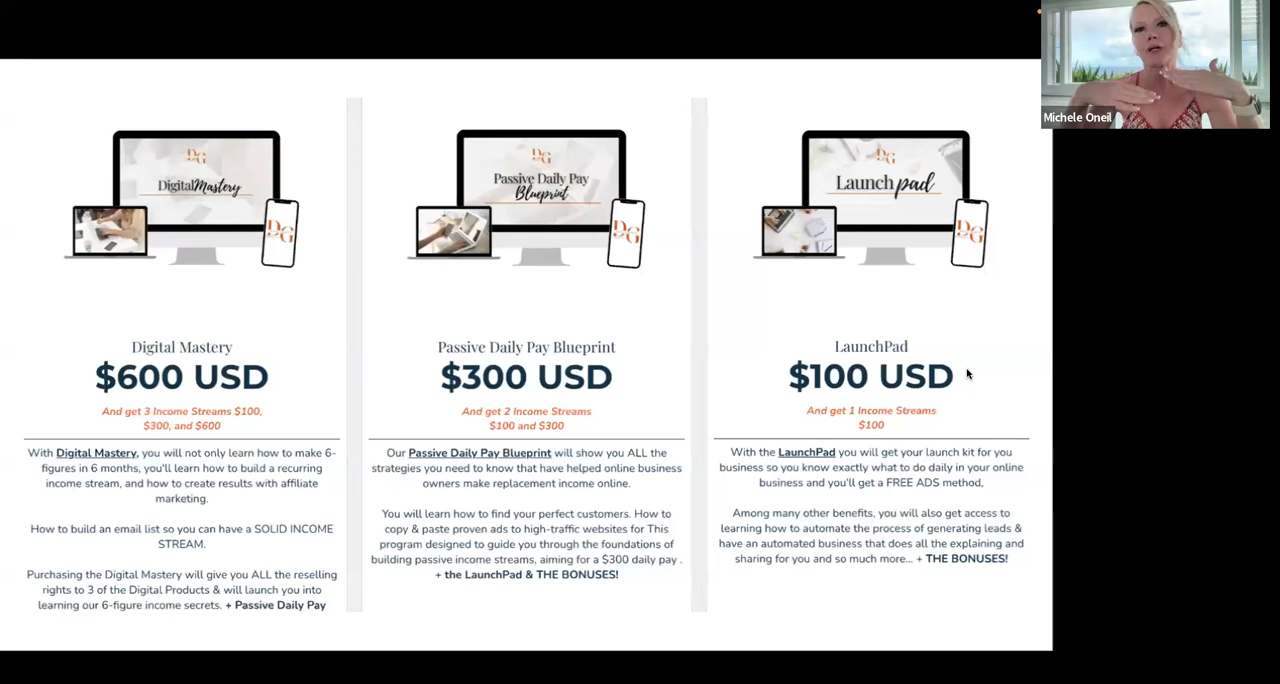 Michele Oneil
DG
DigitalMastery
DG
DG
Passive Daily Pay
Blueprint
DG
DG
Launchpad
DG
Digital Mastery
$600 USD
And get 3 Income Streams $100,
$300, and $600
With Digital Mastery, you will not only learn how to make 6-
figures in 6 months, you'll learn how to build a recurring
income stream, and how to create results with affiliate
marketing.
How to build an email list so you can have a SOLID INCOME
STREAM.
Purchasing the Digital Mastery will give you ALL the reselling
rights to 3 of the Digital Products & will launch you into
learning our 6-figure income secrets. + Passive Daily Pay
Passive Daily Pay Blueprint
$300 USD
And get 2 Income Streams
$100 and $300
Our Passive Daily Pay Blueprint will show you ALL the
strategies you need to know that have helped online business
owners make replacement income online.
You will learn how to find your perfect customers. How to
copy & paste proven ads to high-traffic websites for This
program designed to guide you through the foundations of
building passive income streams, aiming for a $300 daily pay .
+ the LaunchPad & THE BONUSES!
LaunchPad
$100 USD
And get 1 Income Streams
$100
With the LaunchPad you will get your launch kit for you
business so you know exactly what to do daily in your online
business and you'll get a FREE ADS method,
Among many other benefits, you will also get access to
learning how to automate the process of generating leads &
have an automated business that does all the explaining and
sharing for you and so much more... + THE BONUSES!